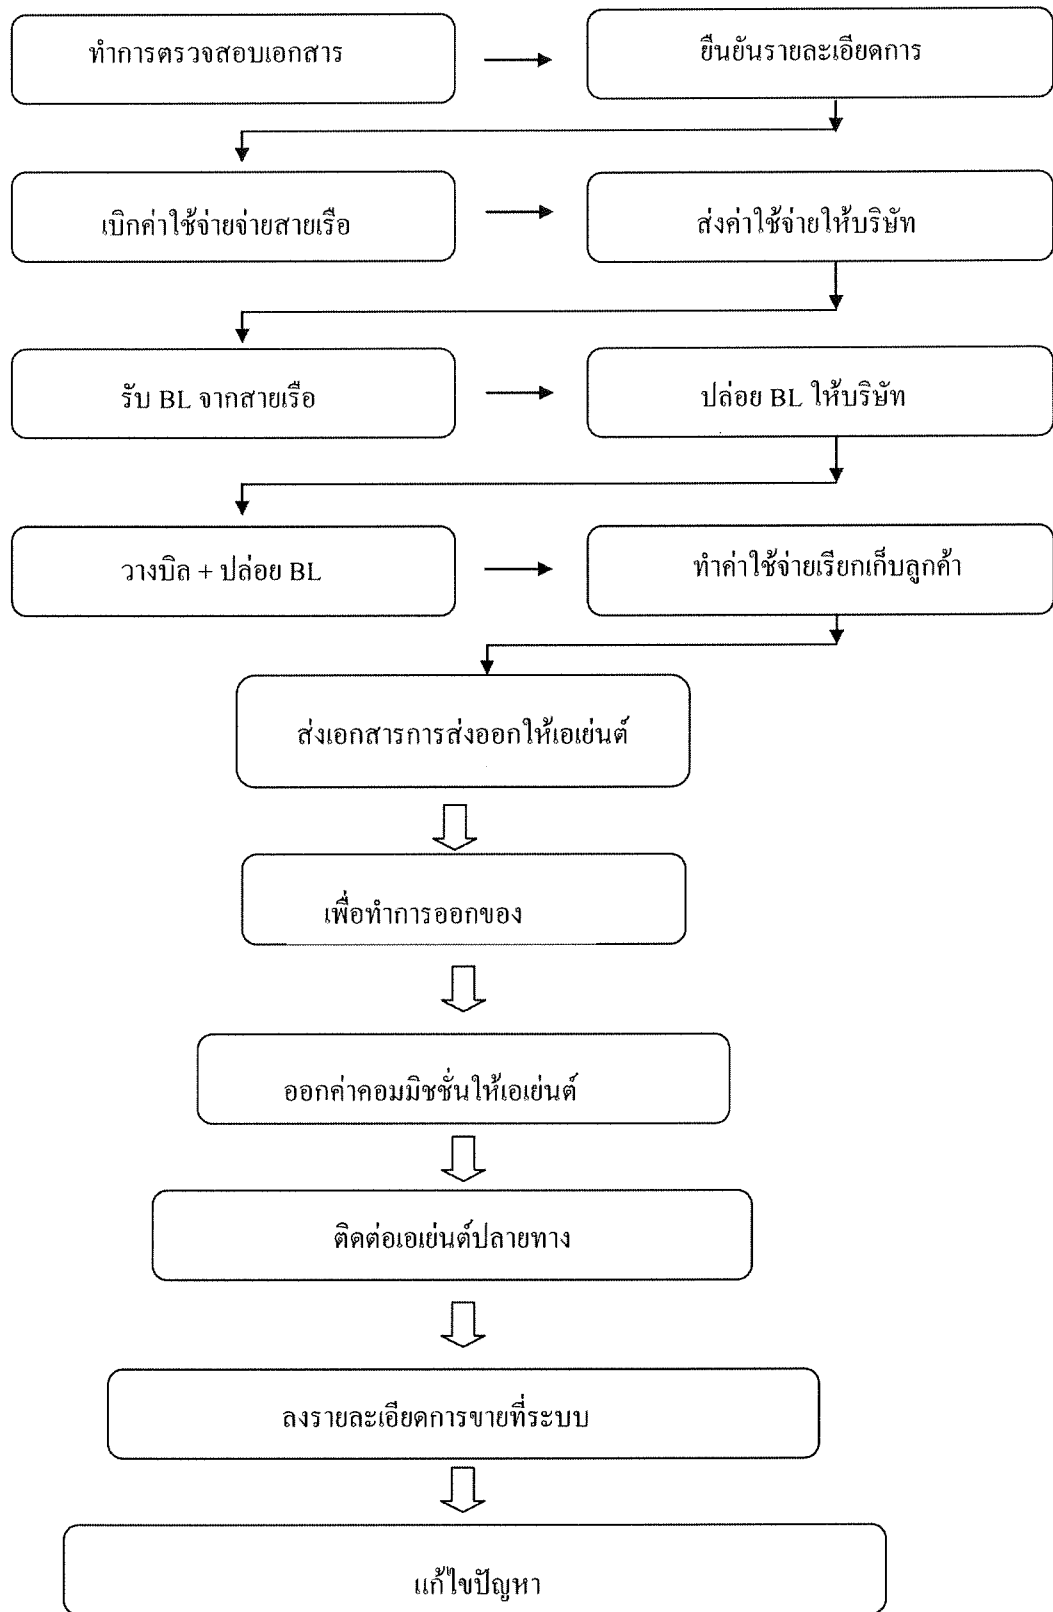 ทำการตรวจสอบเอกสาร
ยืนยันรายละเอียดการ
เบิกค่าใช้จ่ายจ่ายสายเรือ
ส่งค่าใช้จ่ายให้บริษัท
รับ BL จากสายเรือ
ปล่อย BL ให้บริษัท
วางบิล + ปล่อย BL
ทำค่าใช้จ่ายเรียกเก็บลูกค้า
ส่งเอกสารการส่งออกให้เอเย่นต์
เพื่อทำการออกของ
ออกค่าคอมมิชชั่นให้เอเย่นต์
ติดต่อเอเย่นต์ปลายทาง
ลงรายละเอียดการขายที่ระบบ
แก้ไขปัญหา